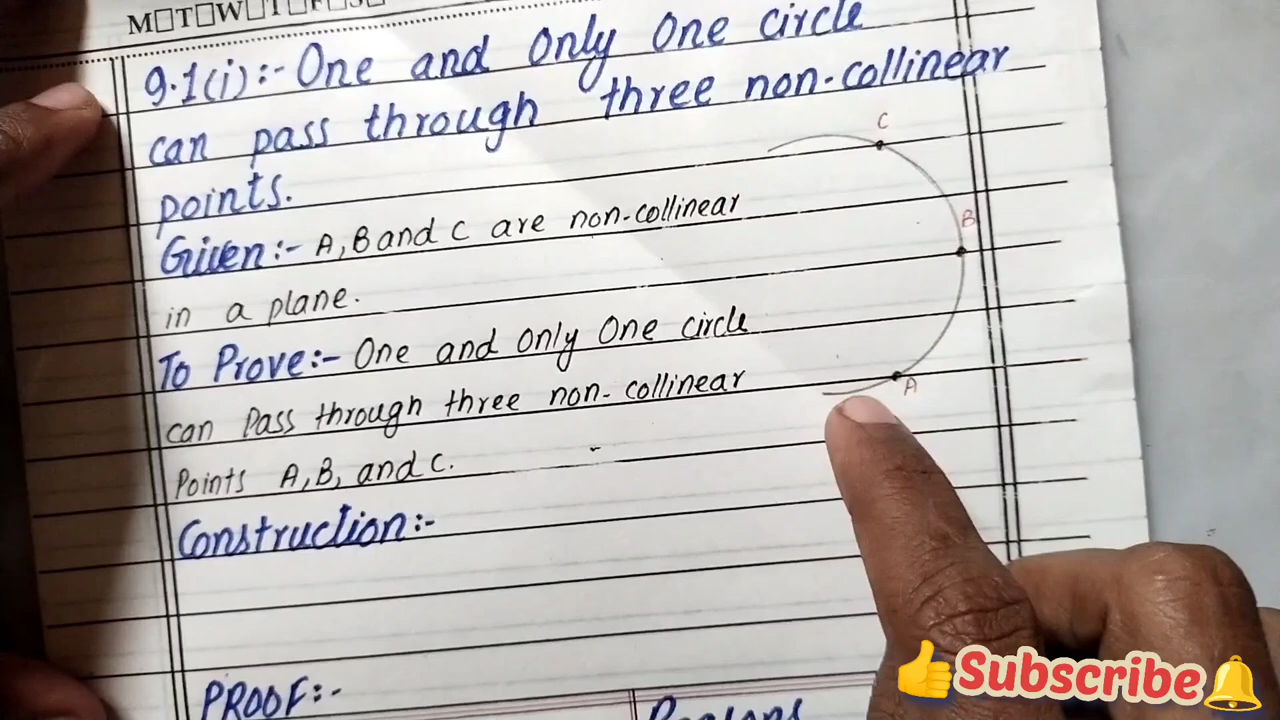 M□T□W□T□F□S□
9.1(i):- One and Only One circle
can pass through three non-collinear
points.
Given:- A, B and C are non-collinear
in a plane.
To Prove:- One and Only One circle
can Pass through three non-collinear
Points A, B, and C.
Construction:-
PROOF:-
Reasons
C
B
A
Subscribe